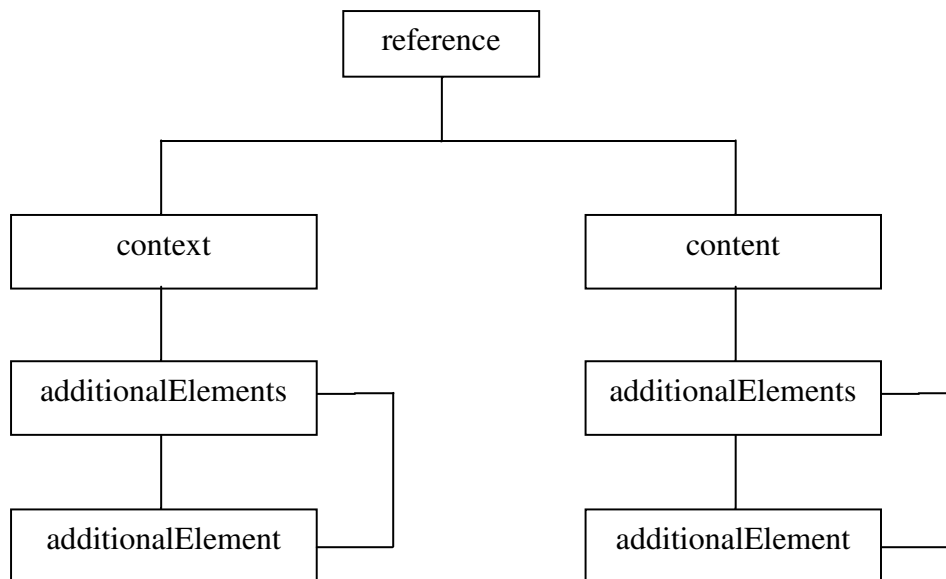 reference
context
content
additionalElements
additionalElements
additionalElement
additionalElement